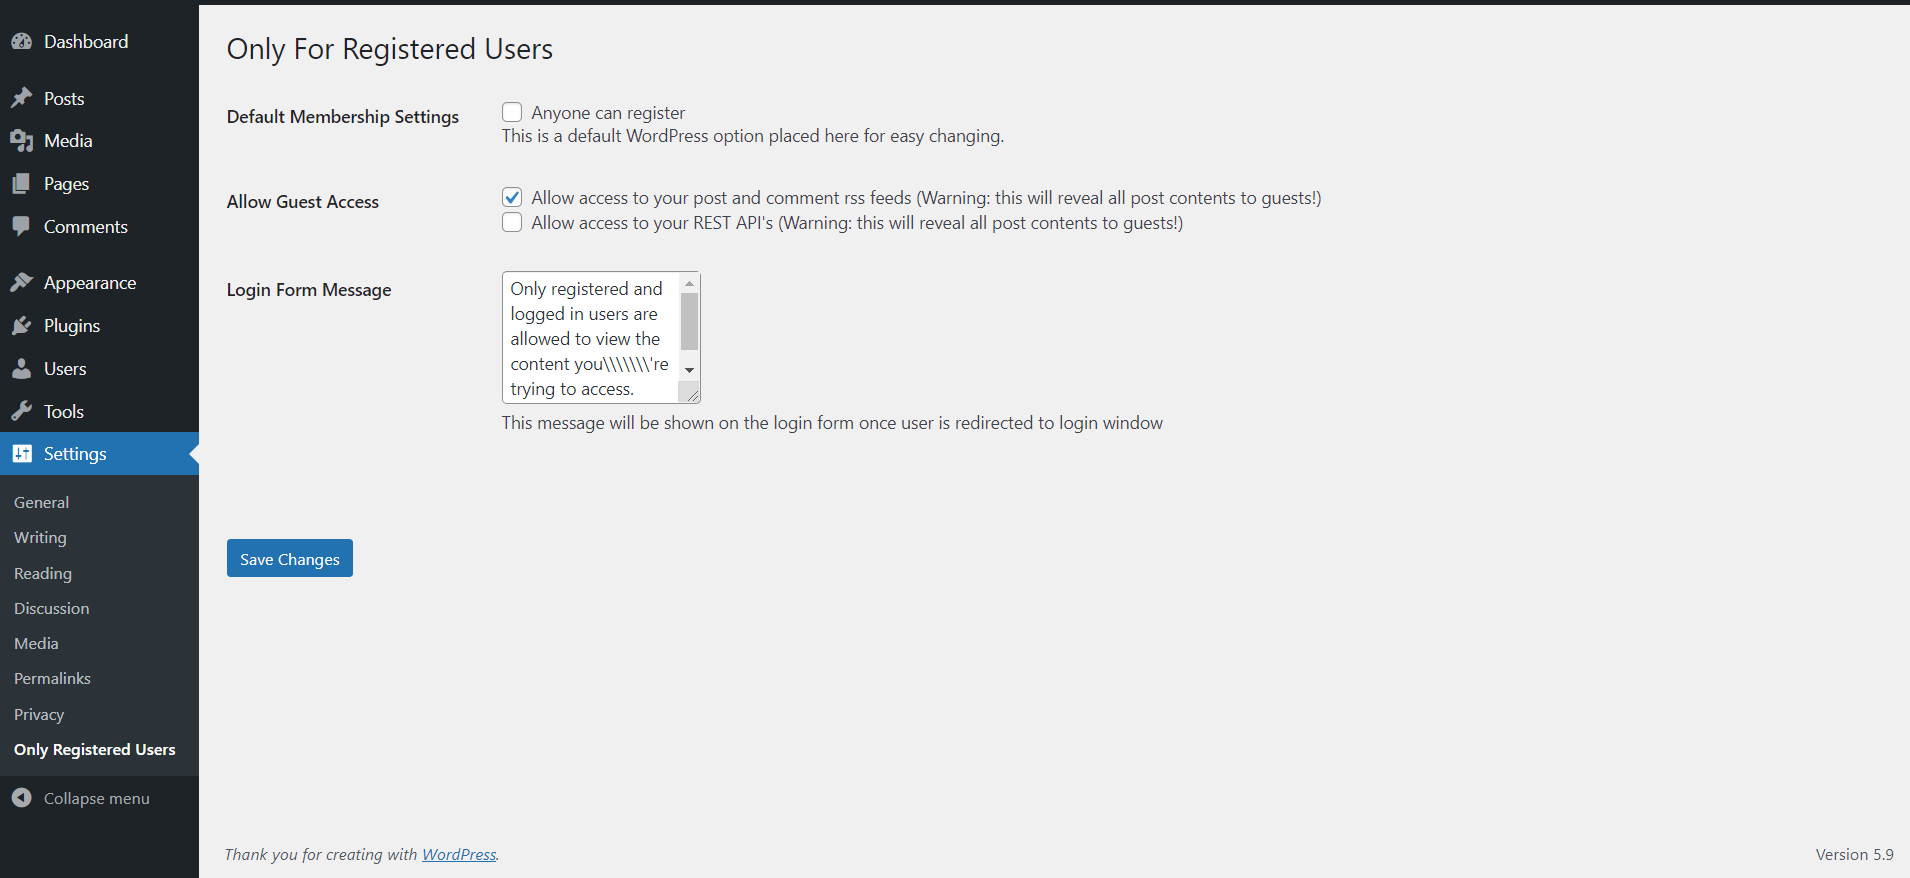 Dashboard
Posts
Media
Pages
Comments
Appearance
Plugins
Users
Tools
Settings
General
Writing
Reading
Discussion
Media
Permalinks
Privacy
Only Registered Users
Collapse menu
Only For Registered Users
Default Membership Settings
Anyone can register
This is a default WordPress option placed here for easy changing.
Allow Guest Access
Allow access to your post and comment rss feeds (Warning: this will reveal all post contents to guests!)
Allow access to your REST API's (Warning: this will reveal all post contents to guests!)
Login Form Message
Only registered and
logged in users are
allowed to view the
content you\\\\\\\'re
trying to access.
This message will be shown on the login form once user is redirected to login window
Save Changes
Thank you for creating with WordPress.
Version 5.9